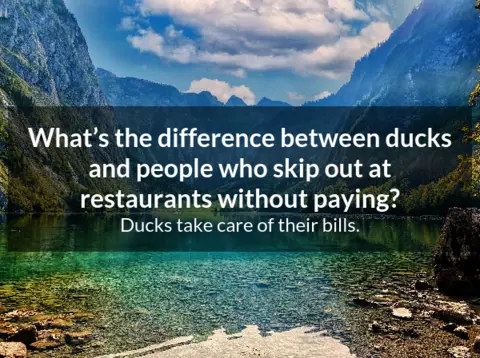 What’s the difference between ducks
and people who skip out at
restaurants without paying?
Ducks take care of their bills.